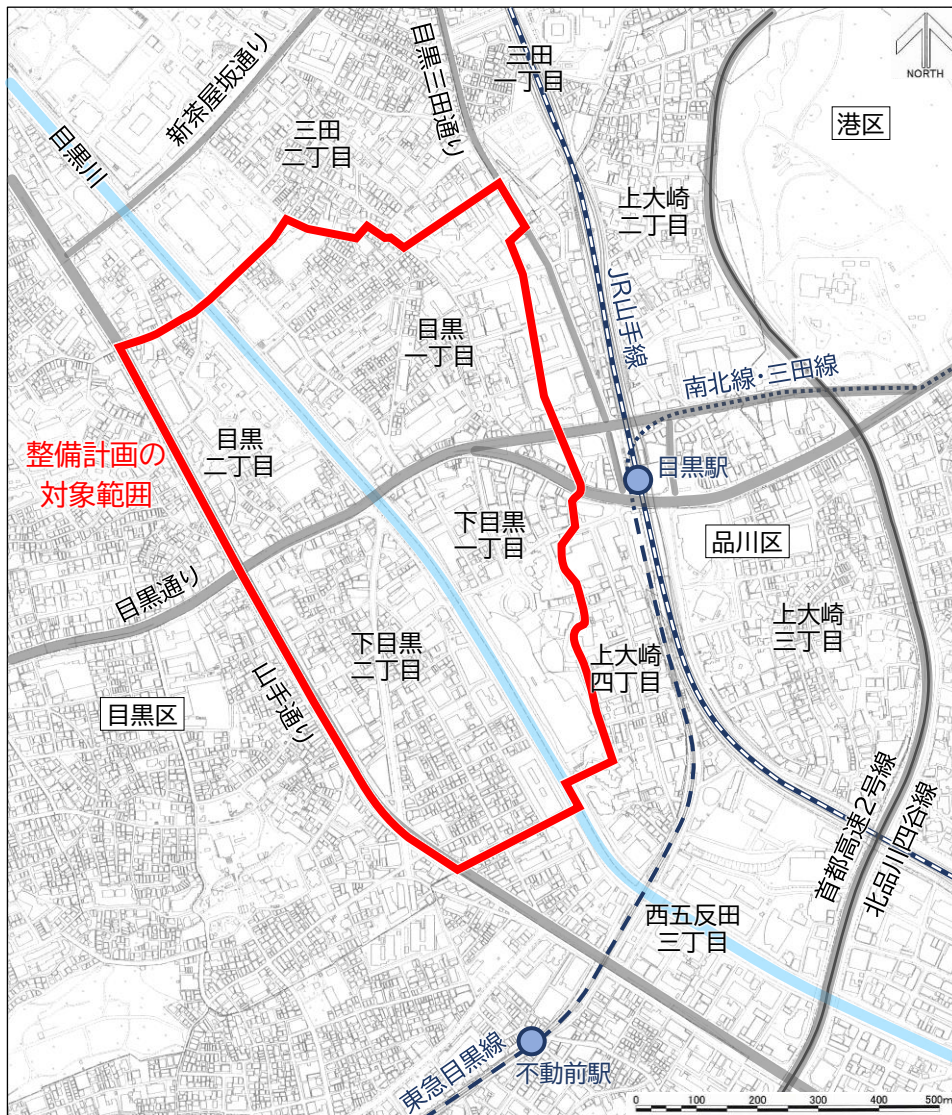 新茶屋坂通り
目黒川
目黒三田通り
三田
一丁目
NORTH
港区
三田
二丁目
上大崎
二丁目
JR山手線
目黒
一丁目
南北線・三田線
整備計画の
対象範囲
目黒
二丁目
目黒駅
下目黒
一丁目
品川区
目黒通り
下目黒
二丁目
上大崎
三丁目
上大崎
四丁目
山手通り
目黒区
首都高速2号線
北品川四谷線
西五反田
三丁目
東急目黒線
不動前駅
0 100 200 300 400 500m